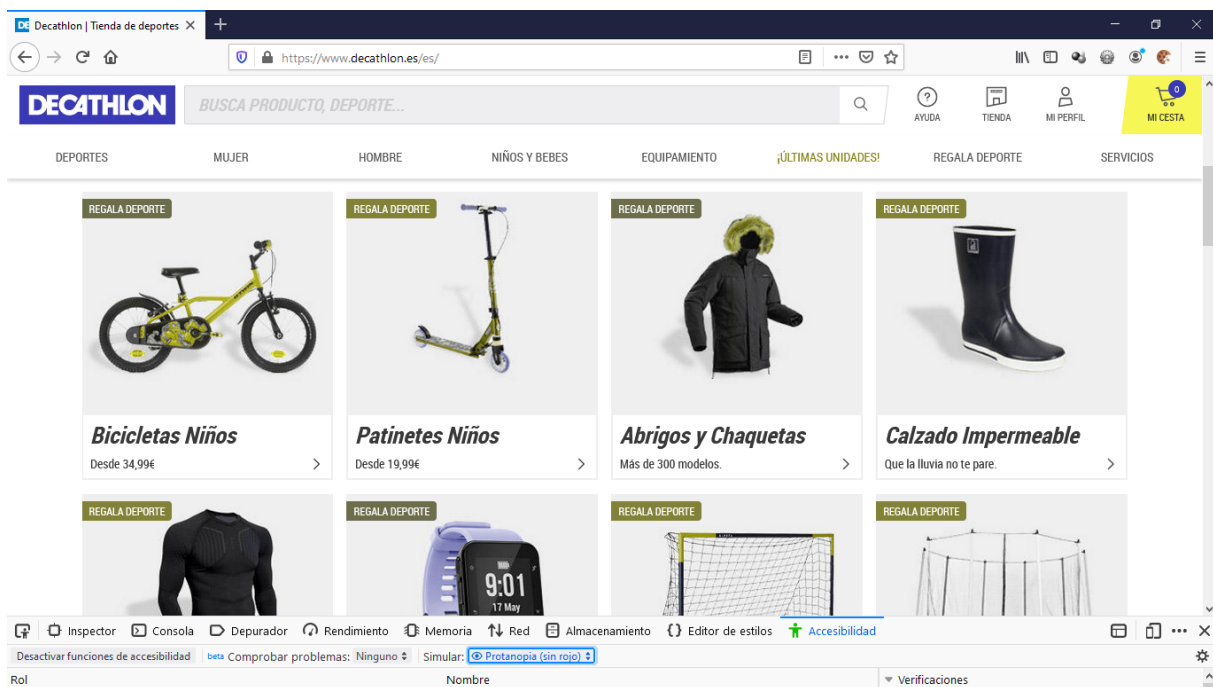 Decathlon | Tienda de deportes
https://www.decathlon.es/es/
DECATHLON
BUSCA PRODUCTO, DEPORTE...
AYUDA
TIENDA
MI PERFIL
0
MI CESTA
DEPORTES MUJER HOMBRE NIÑOS Y BEBES EQUIPAMIENTO ¡ÚLTIMAS UNIDADES! REGALA DEPORTE SERVICIOS
REGALA DEPORTE
Bicicletas Niños
Desde 34,99€
REGALA DEPORTE
Patinetes Niños
Desde 19,99€
REGALA DEPORTE
Abrigos y Chaquetas
Más de 300 modelos.
REGALA DEPORTE
Calzado Impermeable
Que la lluvia no te pare.
REGALA DEPORTE
REGALA DEPORTE
9:01
17 May
REGALA DEPORTE
REGALA DEPORTE
Inspector Consola Depurador Rendimiento Memoria Red Almacenamiento Editor de estilos Accesibilidad
Desactivar funciones de accesibilidad beta Comprobar problemas: Ninguno Simular: Protanopia (sin rojo)
Rol Nombre Verificaciones